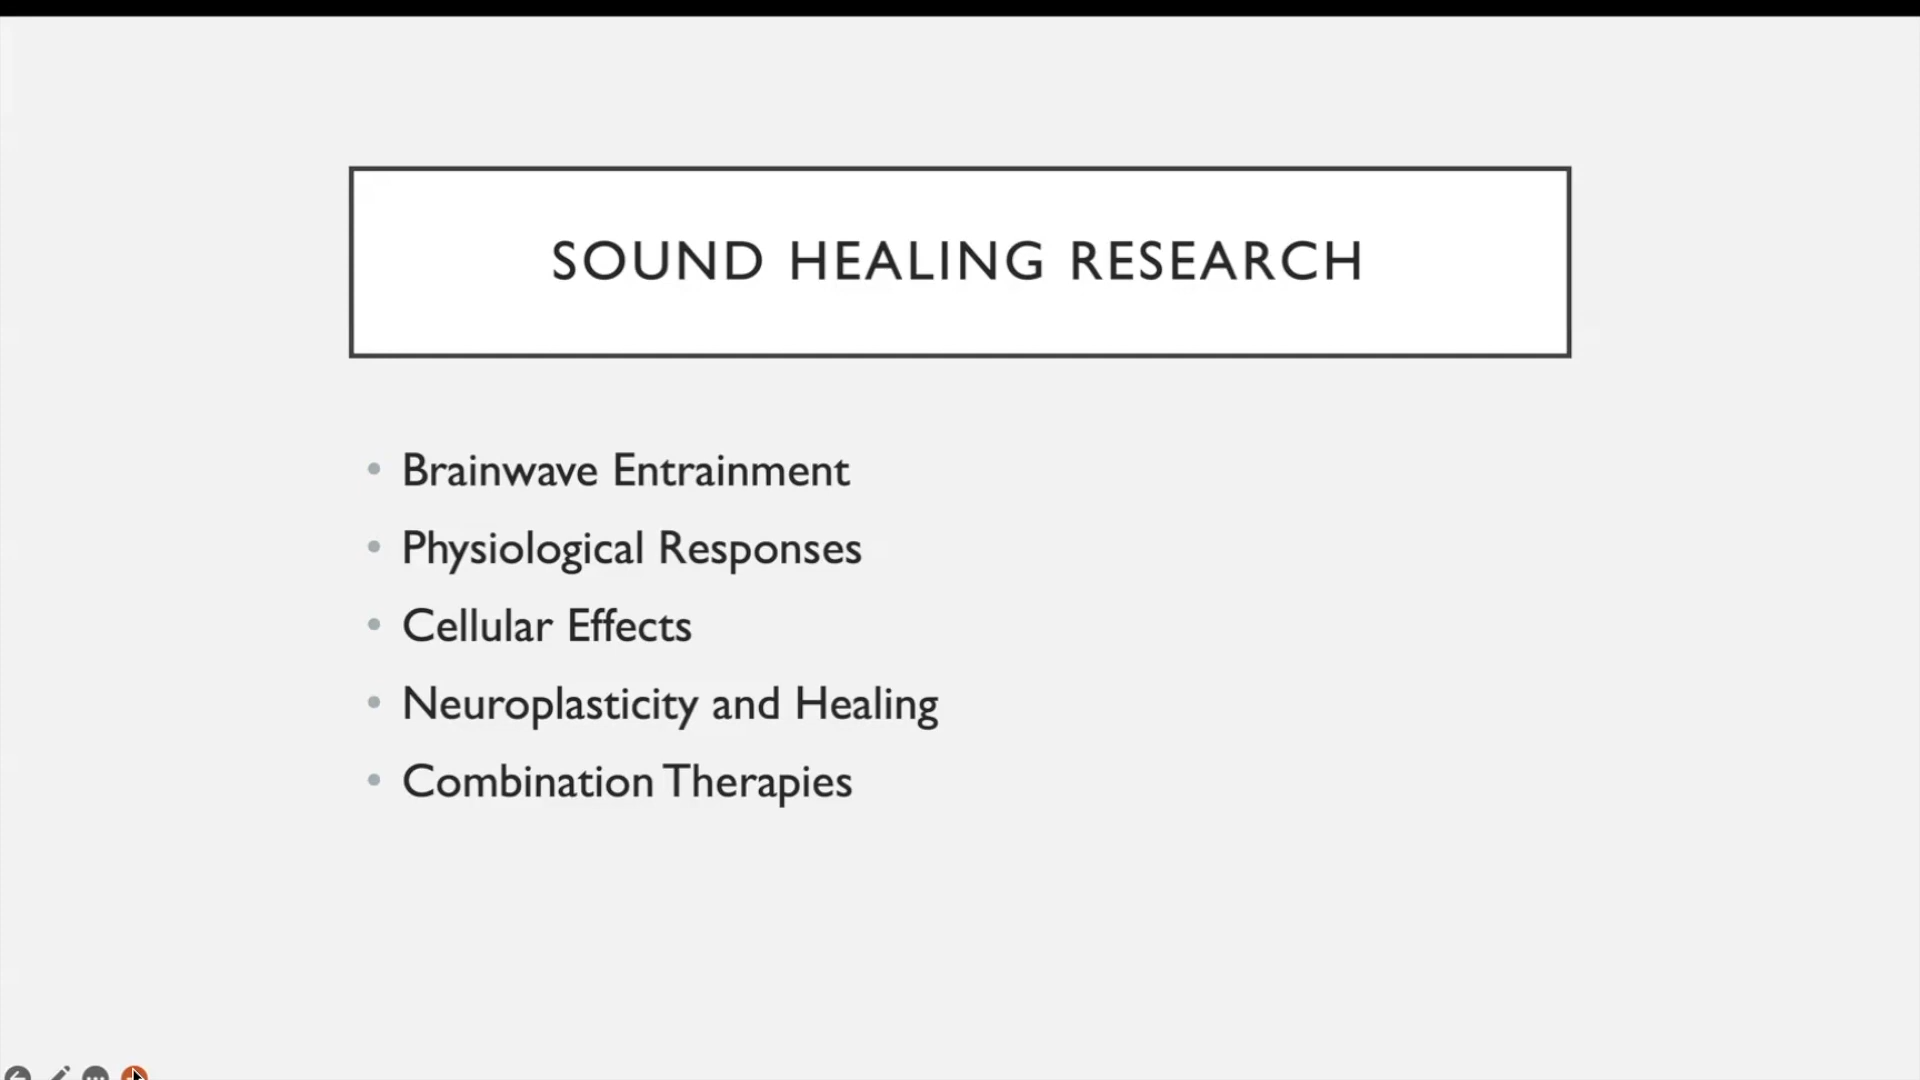 SOUND HEALING RESEARCH
• Brainwave Entrainment
• Physiological Responses
• Cellular Effects
• Neuroplasticity and Healing
• Combination Therapies